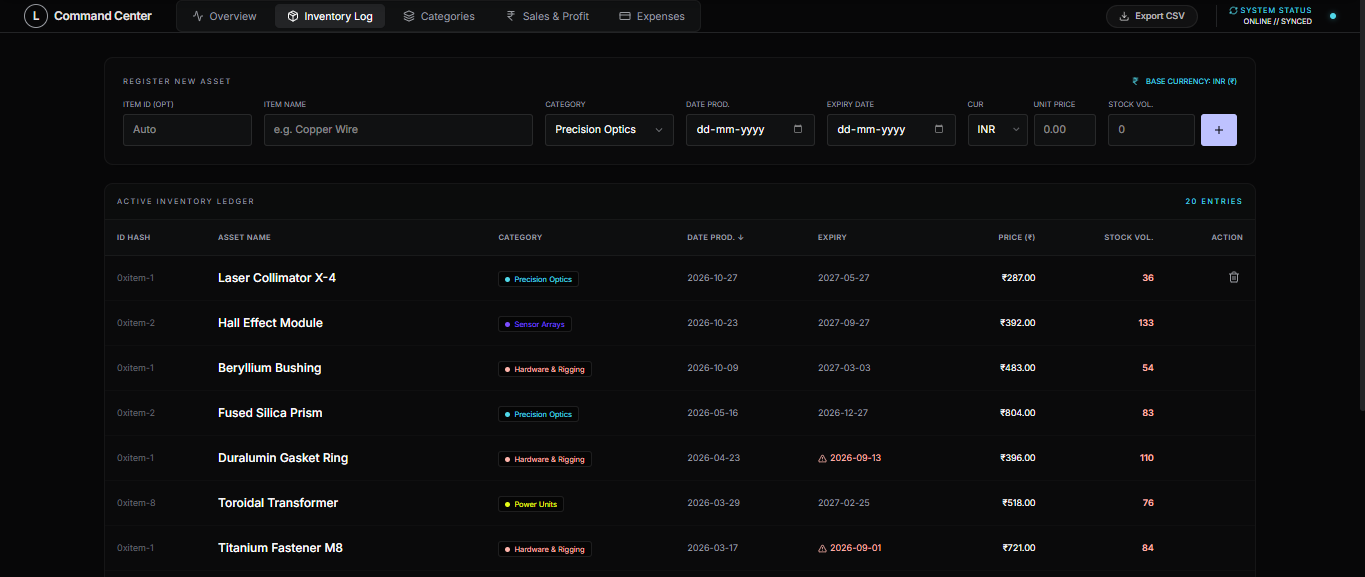 L Command Center Overview Inventory Log Categories ₹ Sales & Profit Expenses Export CSV SYSTEM STATUS
ONLINE // SYNCED
REGISTER NEW ASSET ₹ BASE CURRENCY: INR (₹)
ITEM ID (OPT) ITEM NAME CATEGORY DATE PROD. EXPIRY DATE CUR UNIT PRICE STOCK VOL.
Auto e.g. Copper Wire Precision Optics dd-mm-yyyy dd-mm-yyyy INR 0.00 0 +
ACTIVE INVENTORY LEDGER 20 ENTRIES
ID HASH ASSET NAME CATEGORY DATE PROD. ↓ EXPIRY PRICE (₹) STOCK VOL. ACTION
0xitem-1 Laser Collimator X-4 Precision Optics 2026-10-27 2027-05-27 ₹287.00 36
0xitem-2 Hall Effect Module Sensor Arrays 2026-10-23 2027-09-27 ₹392.00 133
0xitem-1 Beryllium Bushing Hardware & Rigging 2026-10-09 2027-03-03 ₹483.00 54
0xitem-2 Fused Silica Prism Precision Optics 2026-05-16 2026-12-27 ₹804.00 83
0xitem-1 Duralumin Gasket Ring Hardware & Rigging 2026-04-23 2026-09-13 ₹396.00 110
0xitem-8 Toroidal Transformer Power Units 2026-03-29 2027-02-25 ₹518.00 76
0xitem-1 Titanium Fastener M8 Hardware & Rigging 2026-03-17 2026-09-01 ₹721.00 84